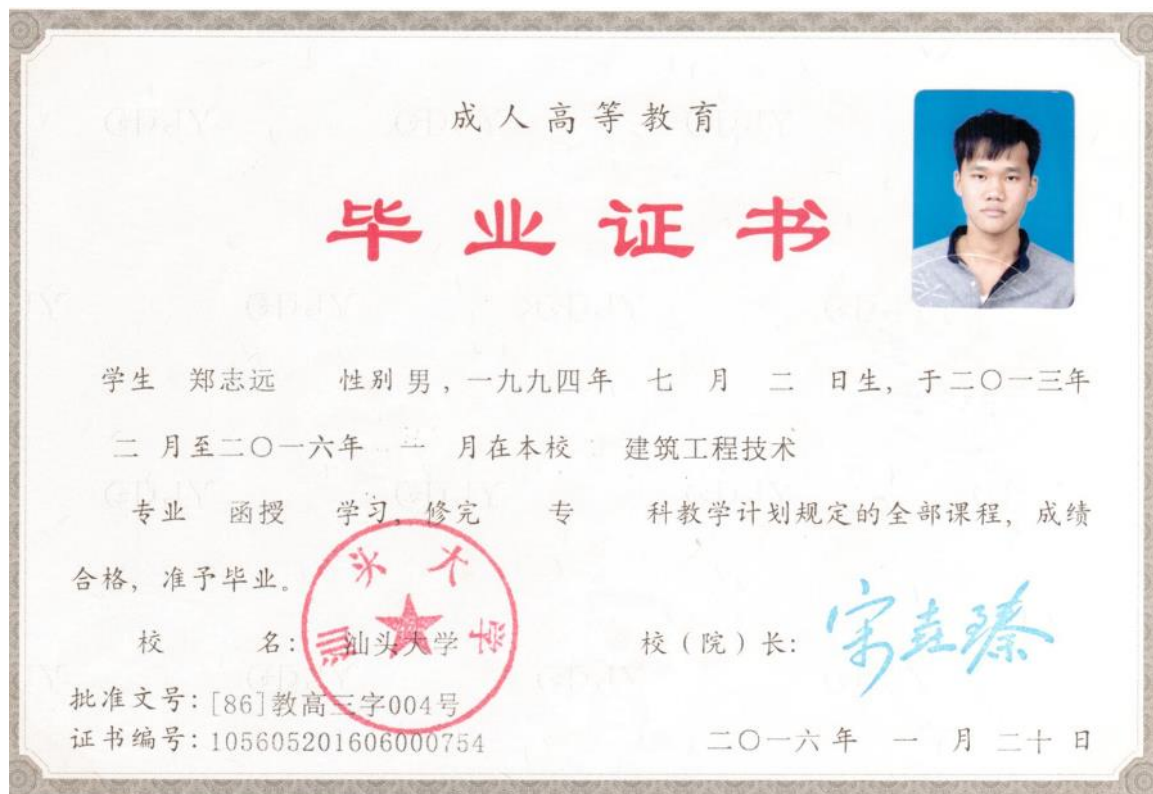 成人高等教育
毕业证书
学生 郑志远 性别 男，一九九四年 七 月 二 日生，于二〇一三年
二 月至二〇一六年 一 月在本校 建筑工程技术
专业 函授 学习，修完 专 科教学计划规定的全部课程，成绩
合格，准予毕业。
汕头大学
校 名：汕头大学 校（院）长：
批准文号：[86]教高三字004号
证书编号：105605201606000754 二〇一六年 一 月 二十 日